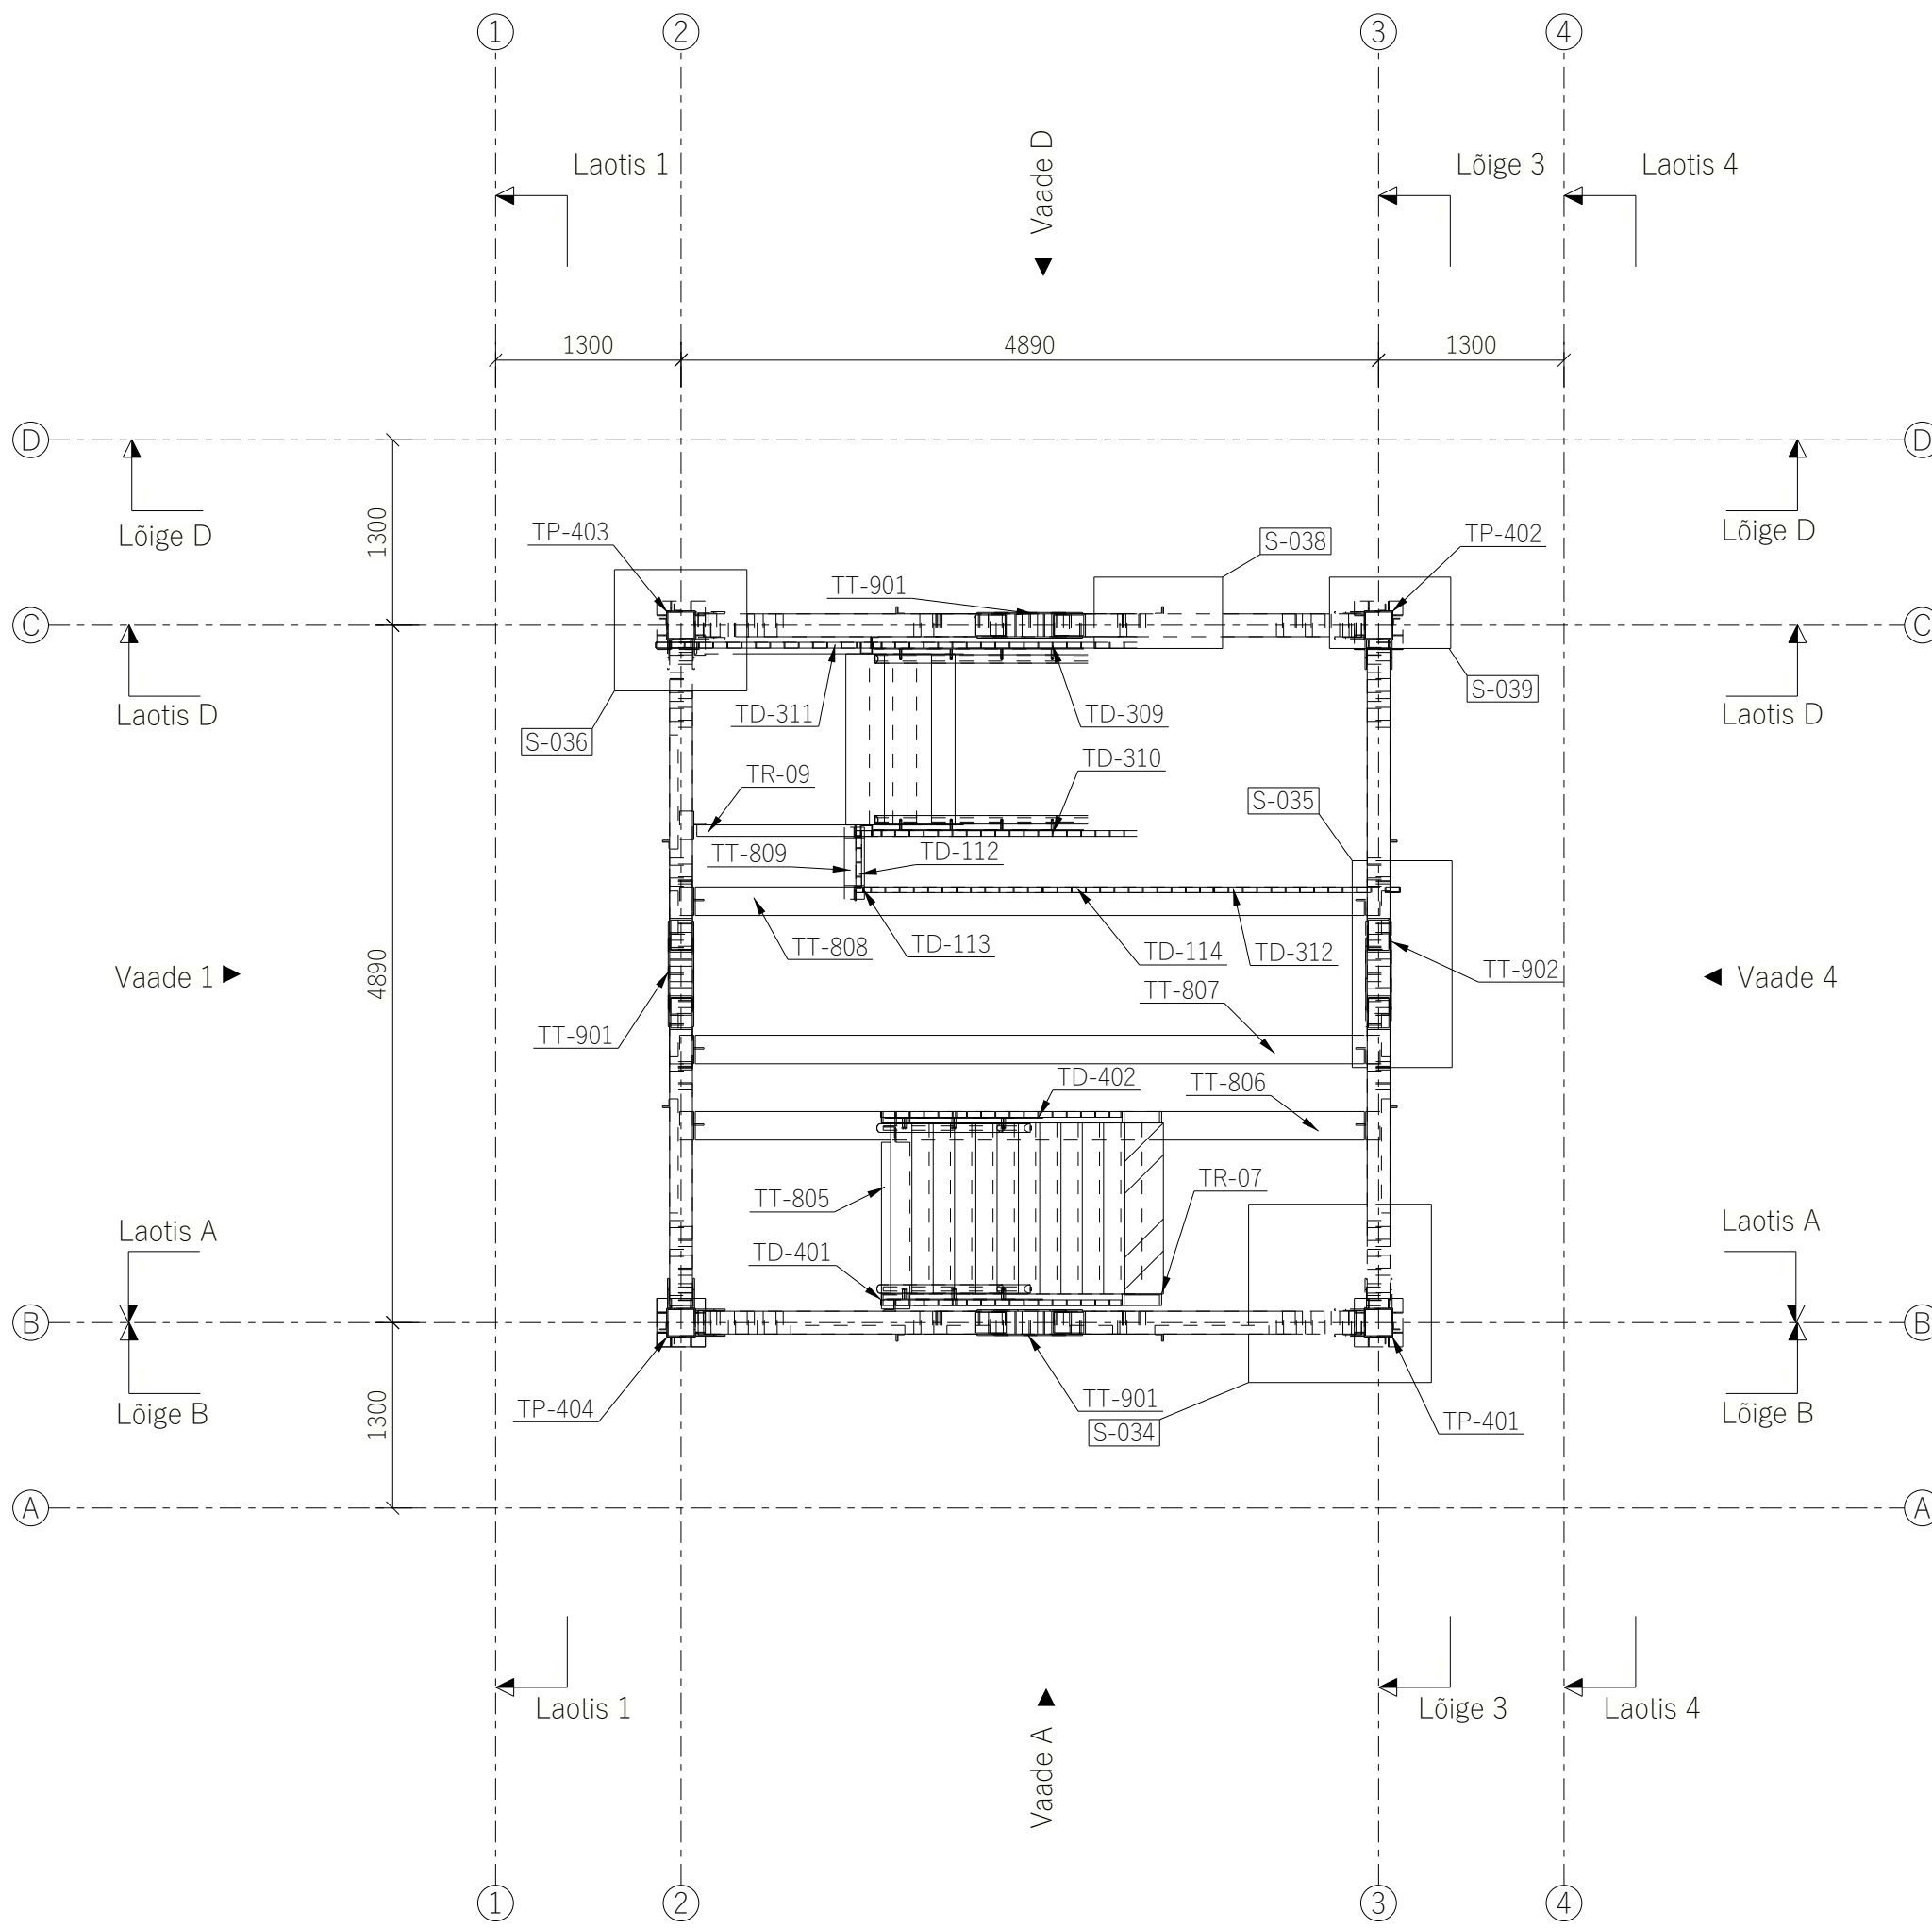 1
2
3
4
Laotis 1
Vaade D
Lõige 3
Laotis 4
1300
4890
1300
D
D
Lõige D
Lõige D
1300
TP-403
S-038
TP-402
TT-901
C
C
Laotis D
Laotis D
S-036
TD-311
TD-309
S-039
TR-09
TD-310
S-035
TT-809
TD-112
TT-808
TD-113
TD-114
TD-312
TT-902
Vaade 1
Vaade 4
4890
TT-807
TT-901
TD-402
TT-806
TT-805
TR-07
Laotis A
Laotis A
TD-401
B
B
Lõige B
Lõige B
1300
TP-404
TT-901
S-034
TP-401
A
A
Laotis 1
Vaade A
Lõige 3
Laotis 4
1
2
3
4